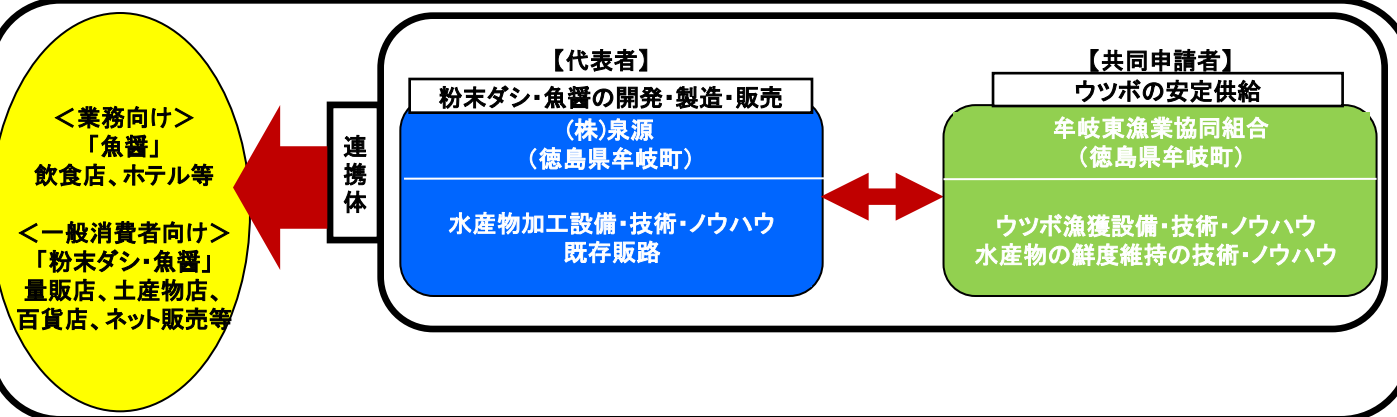 ＜業務向け＞
「魚醤」
飲食店、ホテル等
＜一般消費者向け＞
「粉末ダシ・魚醤」
量販店、土産物店、
百貨店、ネット販売等
連携体
【代表者】
粉末ダシ・魚醤の開発・製造・販売
(株)泉源
（徳島県牟岐町）
水産物加工設備・技術・ノウハウ
既存販路
【共同申請者】
ウツボの安定供給
牟岐東漁業協同組合
（徳島県牟岐町）
ウツボ漁獲設備・技術・ノウハウ
水産物の鮮度維持の技術・ノウハウ